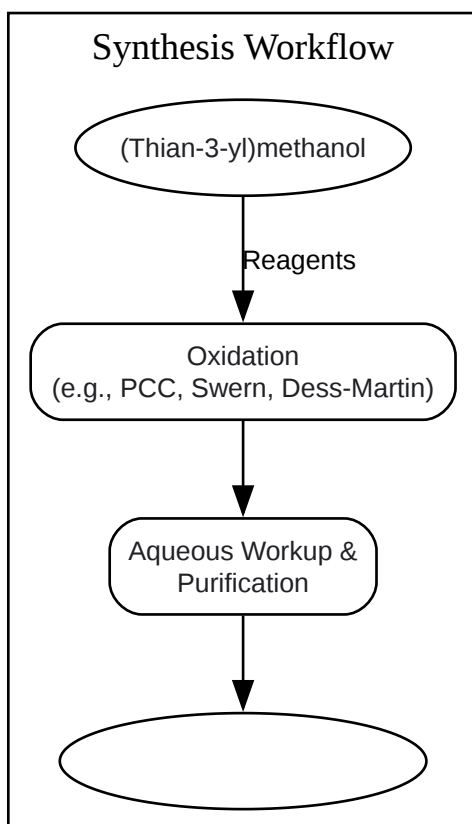 Synthesis Workflow
(Thian-3-yl)methanol
Reagents
Oxidation
(e.g., PCC, Swern, Dess-Martin)
Aqueous Workup &
Purification